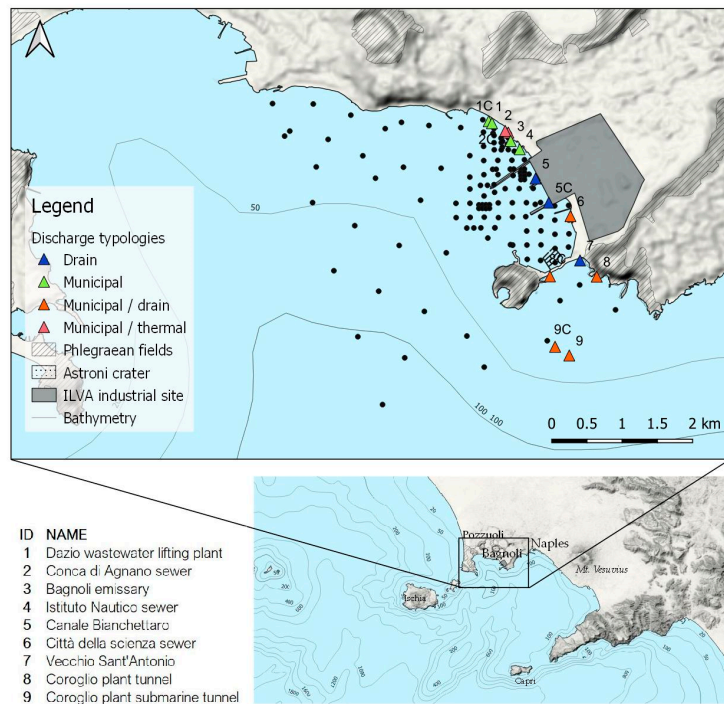 1C 1
2
3
2C 4
5
5C
6
7
8C 8
9C 9
50
100 100
Legend
Discharge typologies
Drain
Municipal
Municipal / drain
Municipal / thermal
Phlegraean fields
Astroni crater
ILVA industrial site
Bathymetry
0 0.5 1 1.5 2 km
ID NAME
1 Dazio wastewater lifting plant
2 Conca di Agnano sewer
3 Bagnoli emissary
4 Istituto Nautico sewer
5 Canale Bianchettaro
6 Città della scienza sewer
7 Vecchio Sant'Antonio
8 Coroglio plant tunnel
9 Coroglio plant submarine tunnel
Pozzuoli
Naples
Bagnoli
Mt. Vesuvius
Ischia
Capri